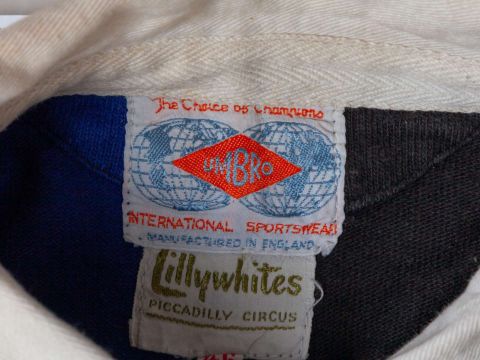 The Choice of Champions
UMBRO
INTERNATIONAL SPORTSWEAR
MANUFACTURED IN ENGLAND
Lillywhites
PICCADILLY CIRCUS